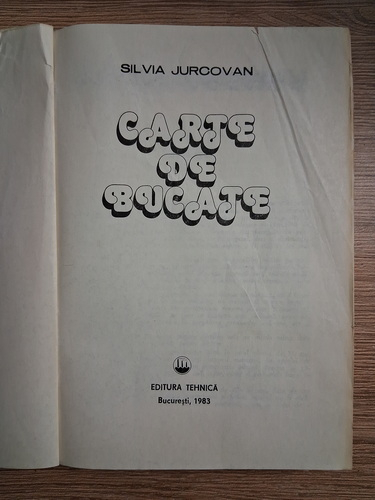 SILVIA JURCOVAN
CARTE
DE
BUCATE
EDITURA TEHNICĂ
București, 1983